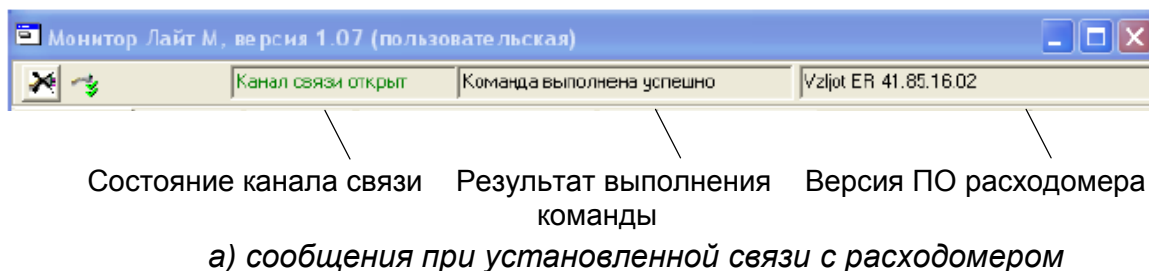 Монитор Лайт М, версия 1.07 (пользовательская)
Канал связи открыт Команда выполнена успешно Vzljot ER 41.85.16.02
Состояние канала связи Результат выполнения команды Версия ПО расходомера
а) сообщения при установленной связи с расходомером